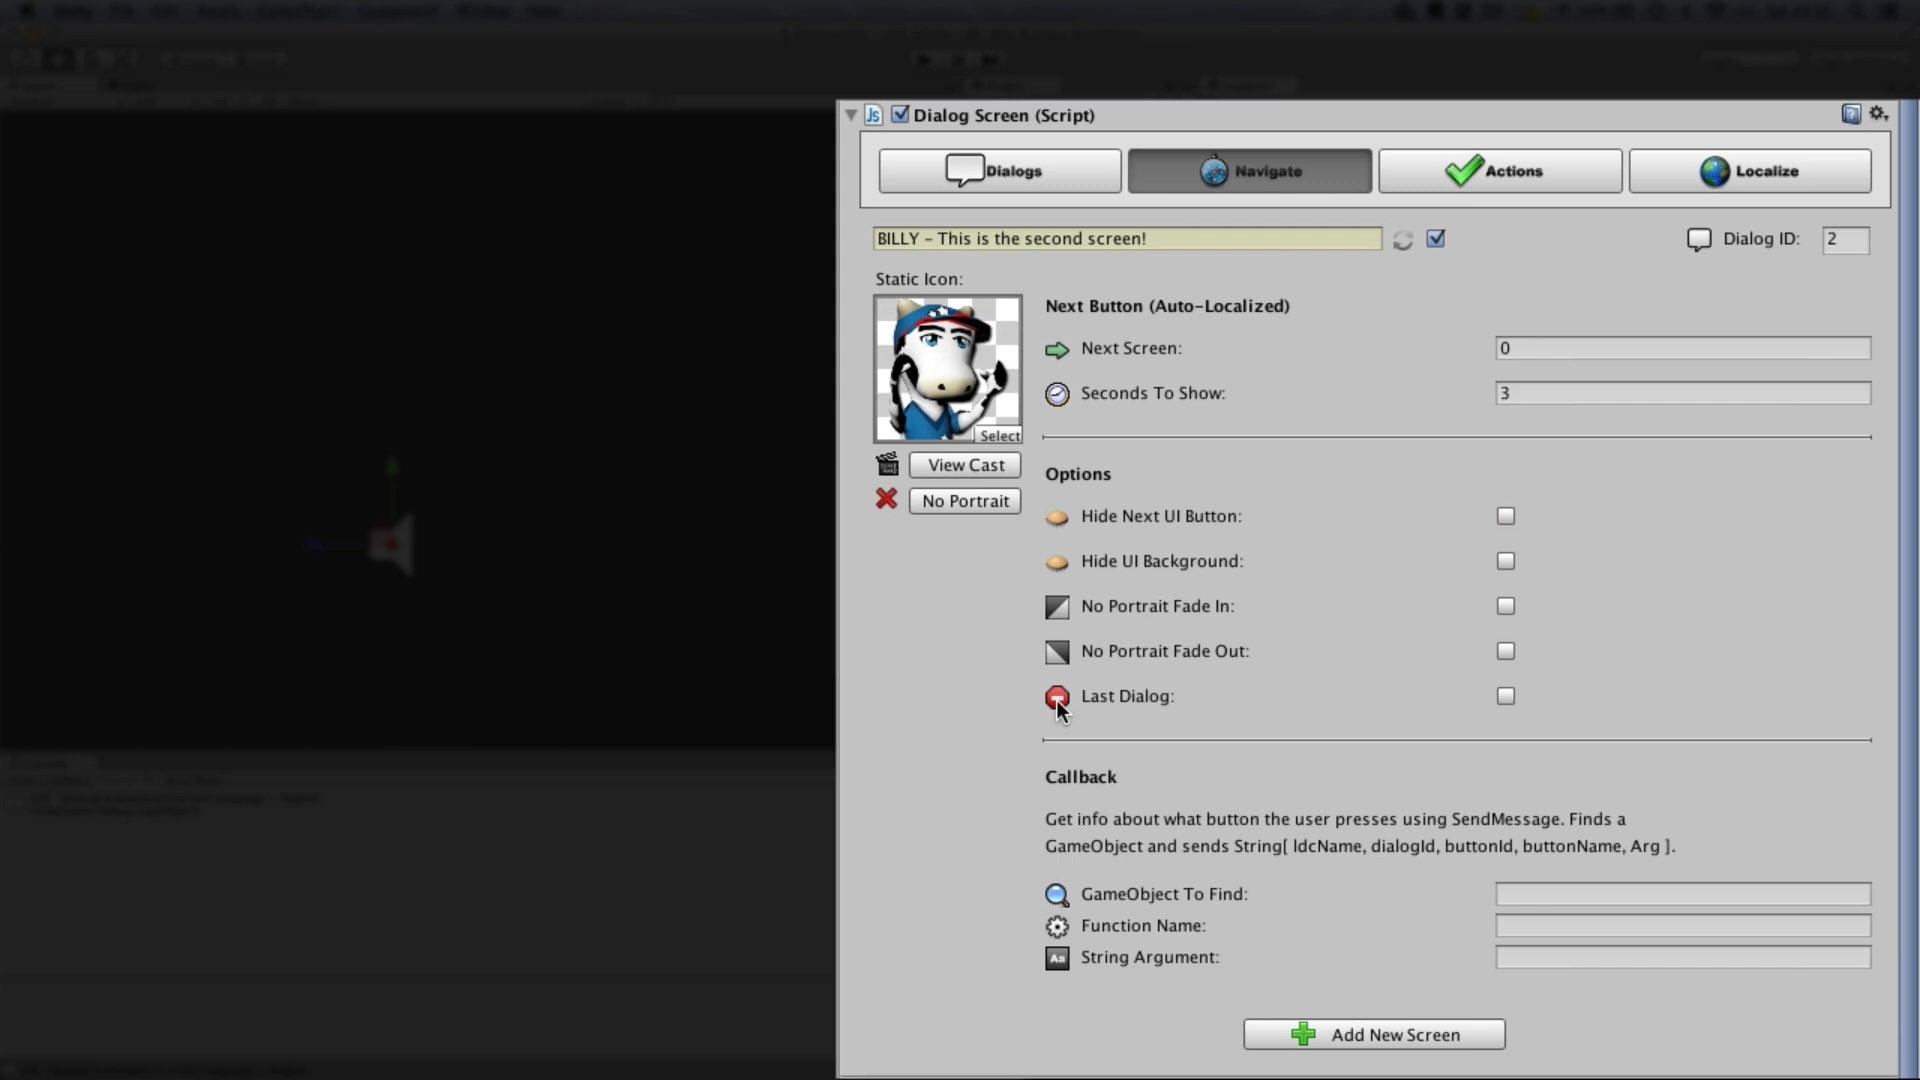 Dialog Screen (Script)
Dialogs
Navigate
Actions
Localize
BILLY – This is the second screen!
Dialog ID: 2
Static Icon:
Select
View Cast
No Portrait
Next Button (Auto-Localized)
Next Screen: 0
Seconds To Show: 3
Options
Hide Next UI Button:
Hide UI Background:
No Portrait Fade In:
No Portrait Fade Out:
Last Dialog:
Callback
Get info about what button the user presses using SendMessage. Finds a
GameObject and sends String[ ldcName, dialogId, buttonId, buttonName, Arg ].
GameObject To Find:
Function Name:
Aa String Argument:
Add New Screen